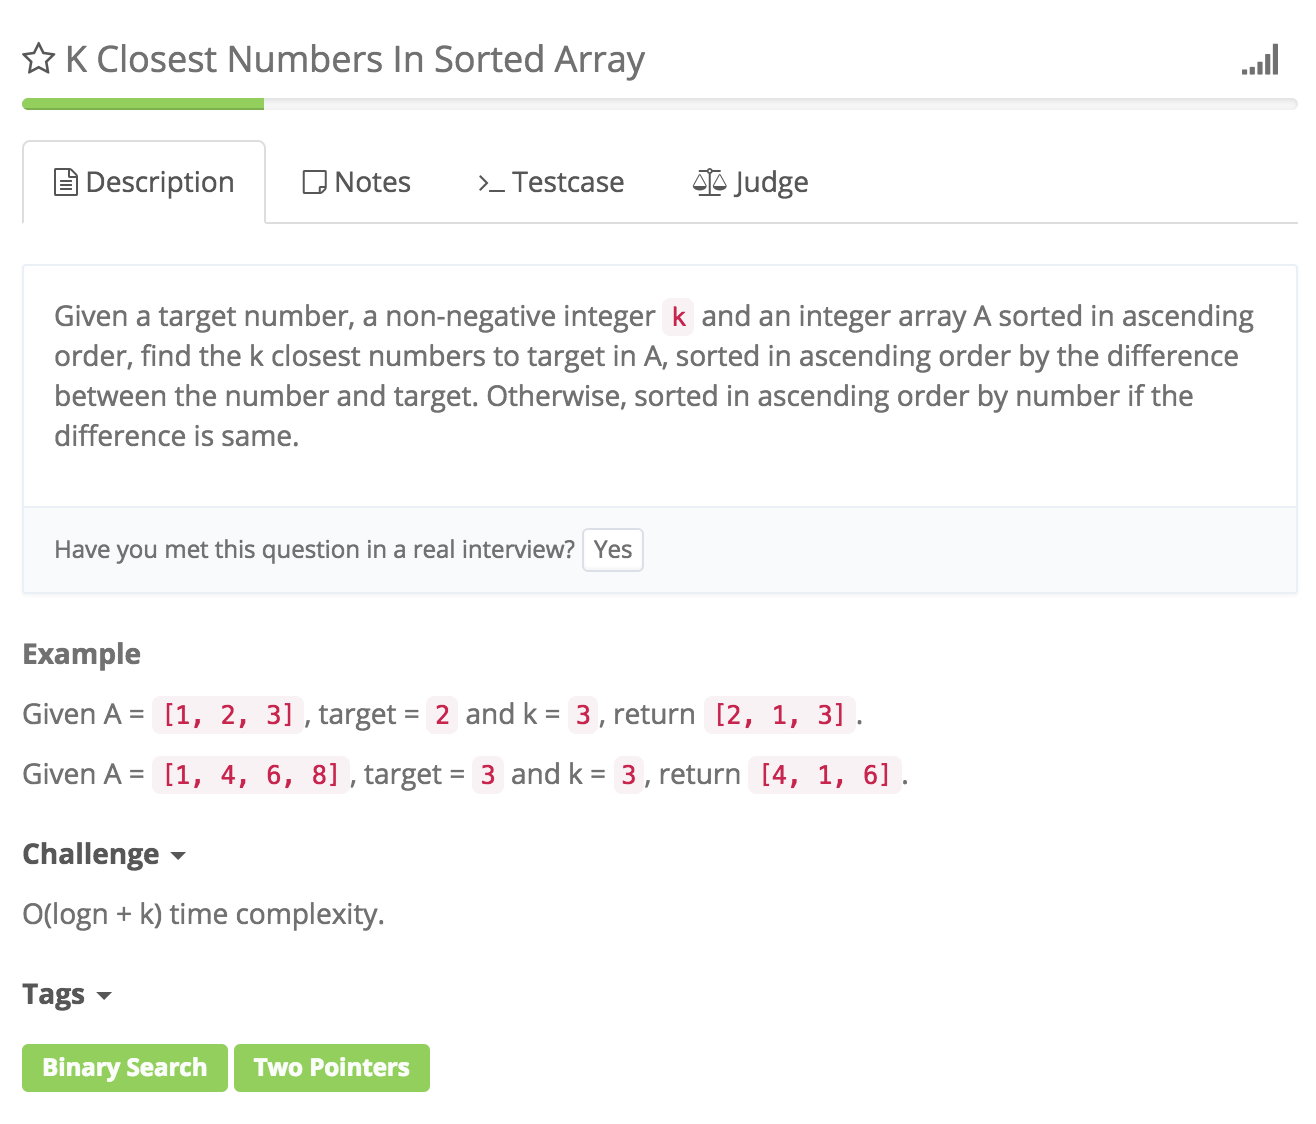 K Closest Numbers In Sorted Array
Description Notes >_ Testcase Judge
Given a target number, a non-negative integer k and an integer array A sorted in ascending
order, find the k closest numbers to target in A, sorted in ascending order by the difference
between the number and target. Otherwise, sorted in ascending order by number if the
difference is same.
Have you met this question in a real interview? Yes
Example
Given A = [1, 2, 3], target = 2 and k = 3, return [2, 1, 3].
Given A = [1, 4, 6, 8], target = 3 and k = 3, return [4, 1, 6].
Challenge
O(logn + k) time complexity.
Tags
Binary Search Two Pointers